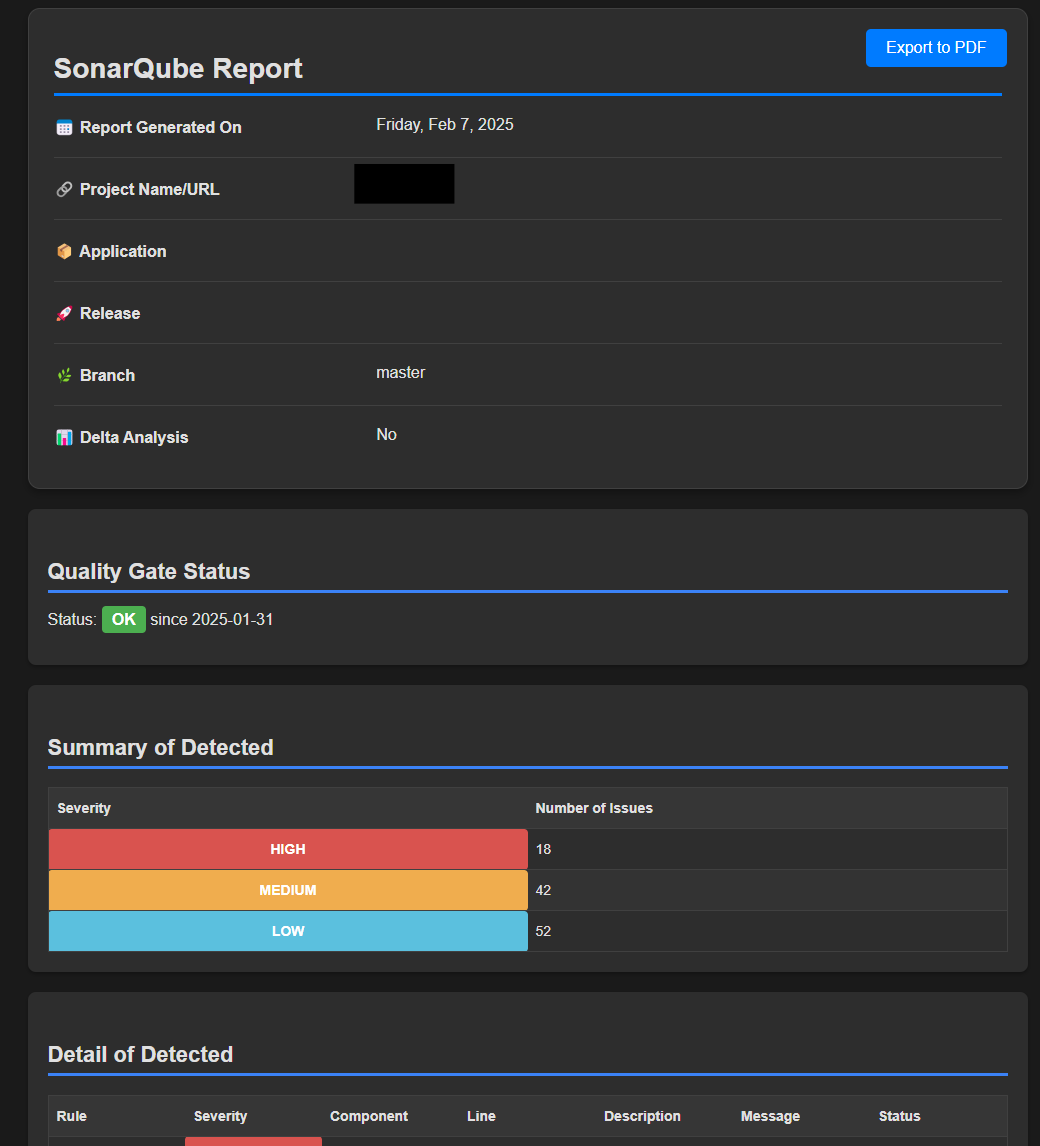 Export to PDF
SonarQube Report
Report Generated On Friday, Feb 7, 2025
Project Name/URL
Application
Release
Branch master
Delta Analysis No
Quality Gate Status
Status: OK since 2025-01-31
Summary of Detected
Severity Number of Issues
HIGH 18
MEDIUM 42
LOW 52
Detail of Detected
Rule Severity Component Line Description Message Status